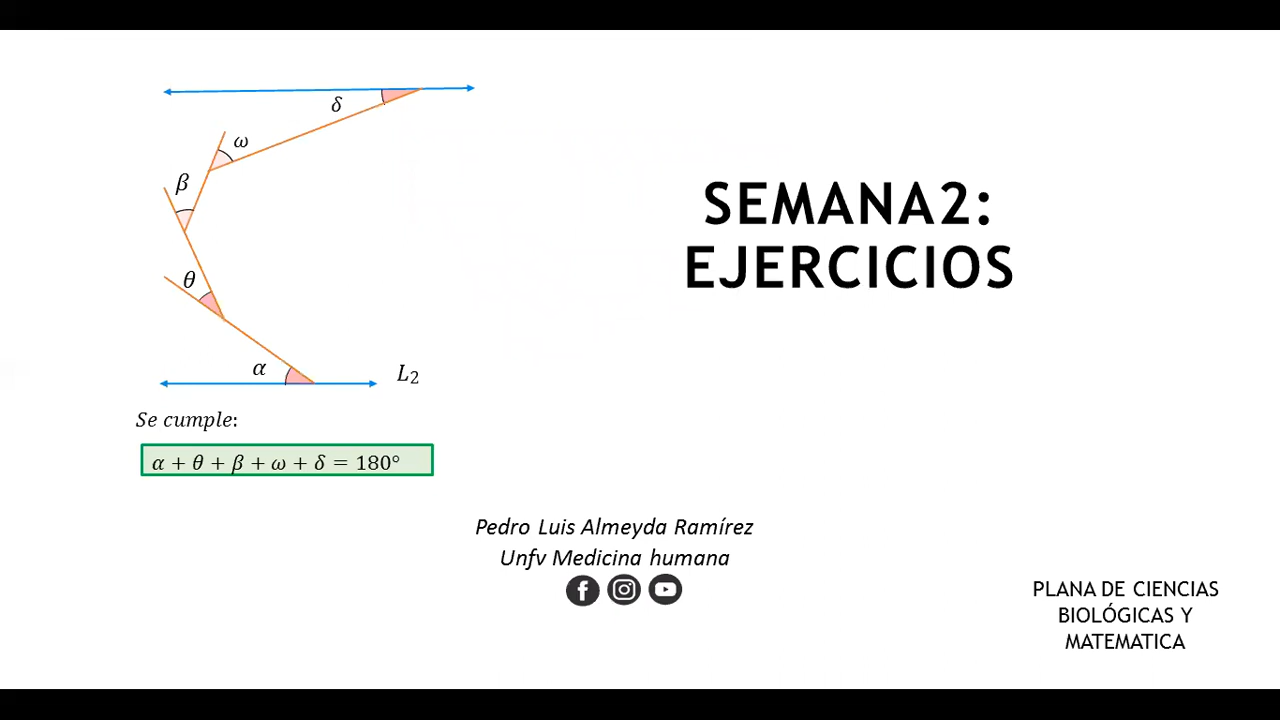 δ
ω
β
θ
α
L₂
Se cumple:
α + θ + β + ω + δ = 180°
SEMANA2:
EJERCICIOS
Pedro Luis Almeyda Ramírez
Unfv Medicina humana
PLANA DE CIENCIAS
BIOLÓGICAS Y
MATEMATICA